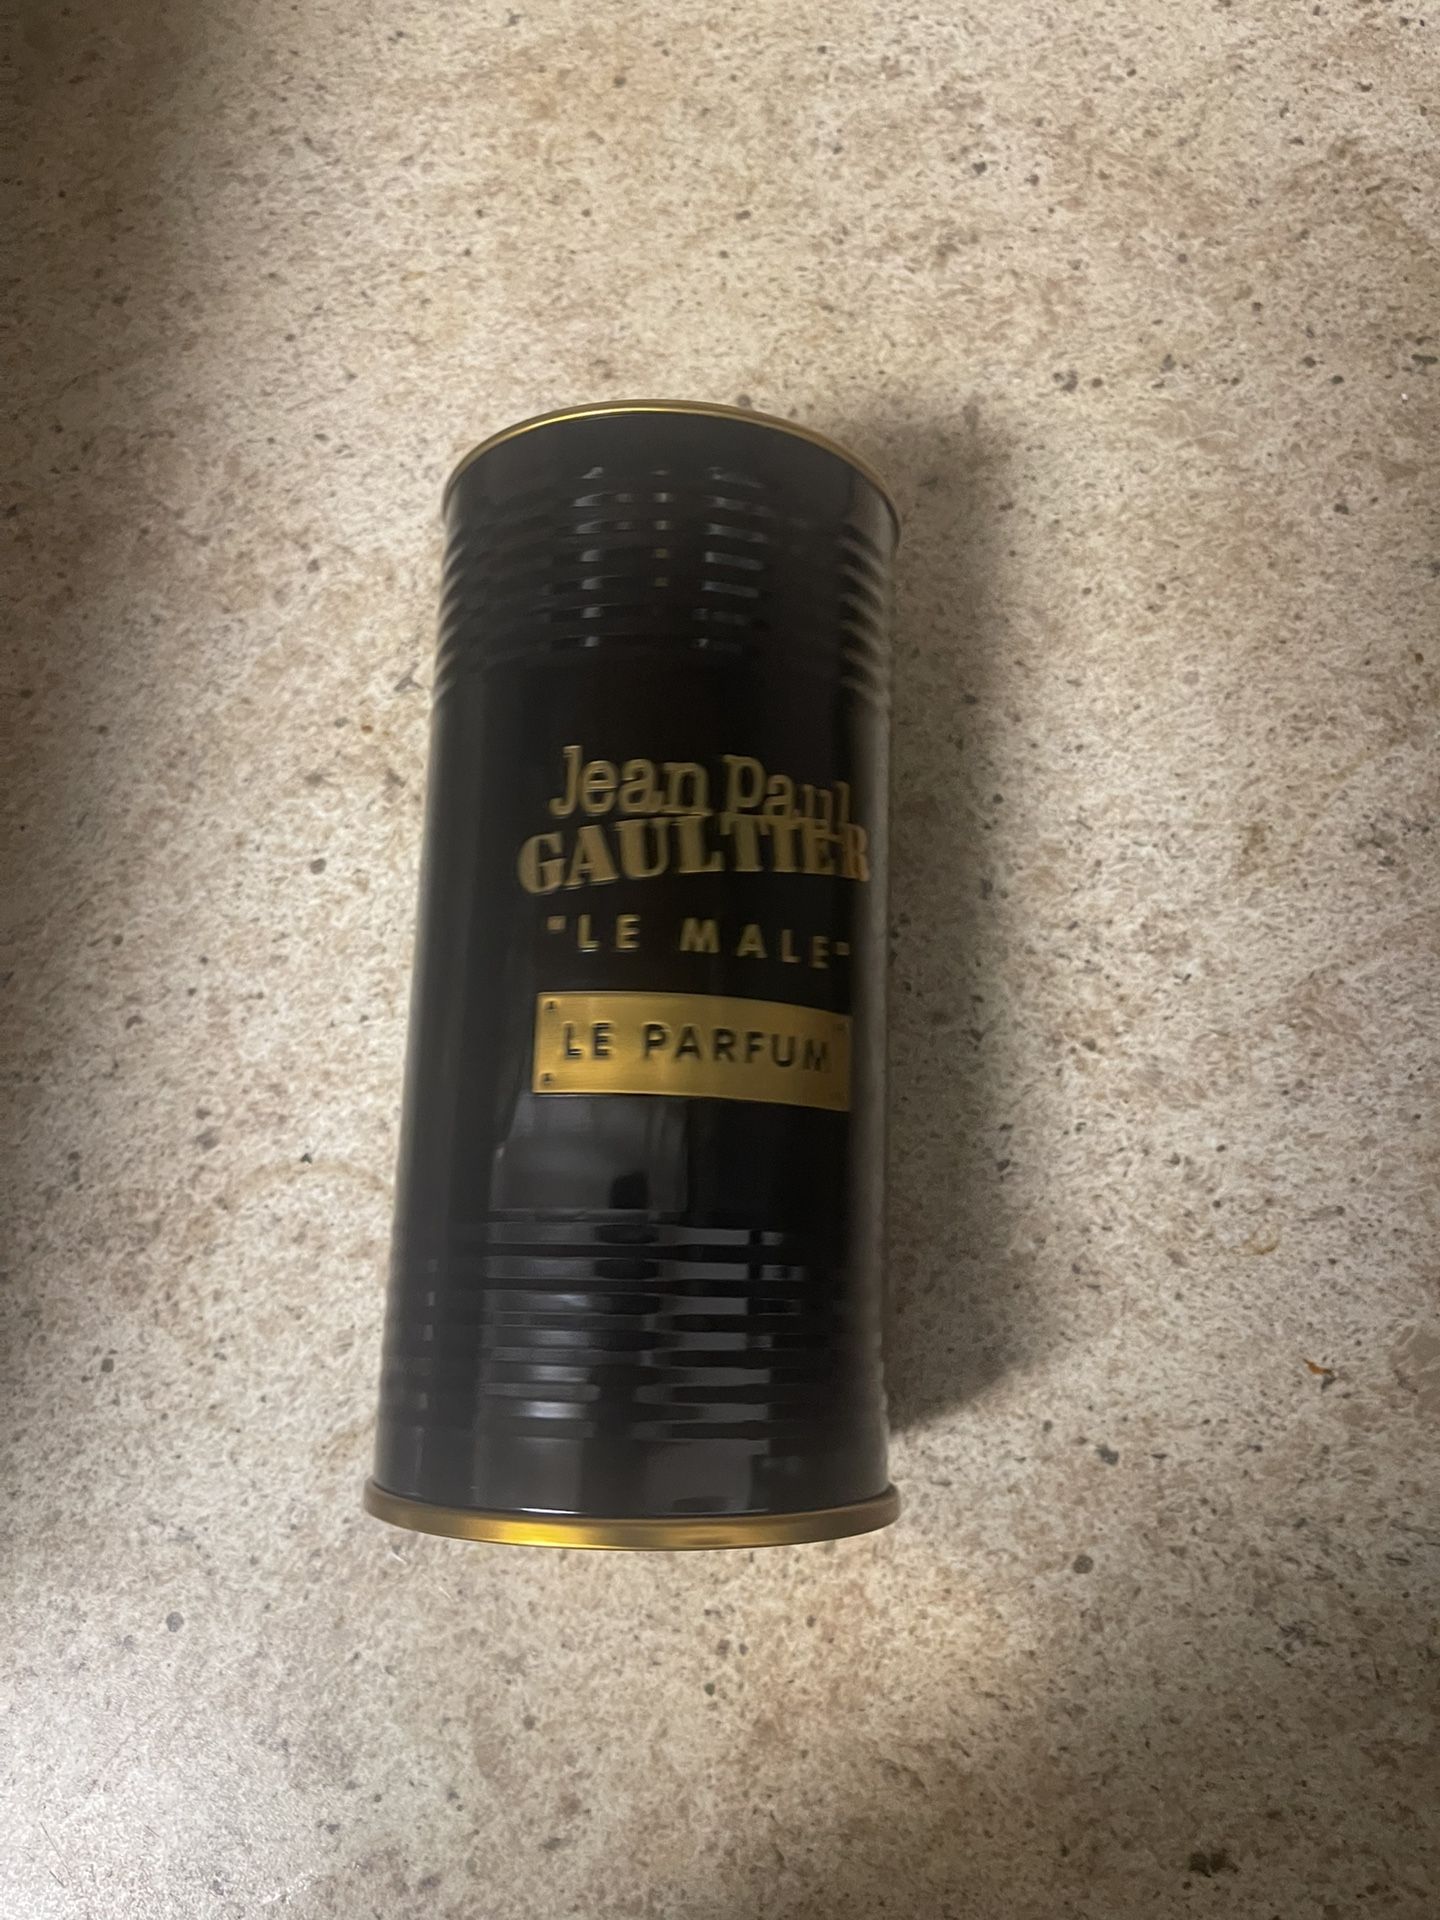 Jean Paul
GAULTIER
"LE MALE"
LE PARFUM